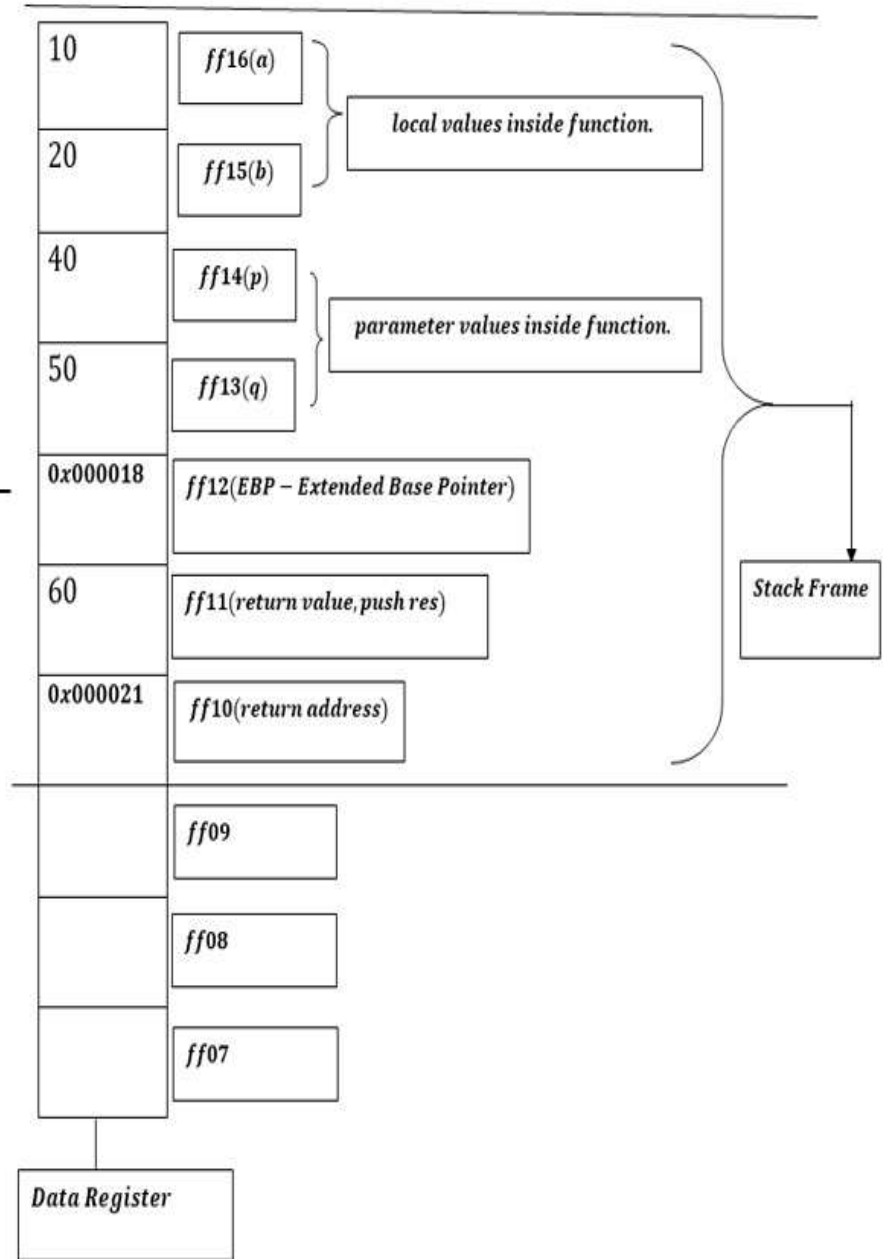 10
ff16(a)
local values inside function.
20
ff15(b)
40
ff14(p)
parameter values inside function.
50
ff13(q)
0x000018
ff12(EBP – Extended Base Pointer)
60
ff11(return value, push res)
Stack Frame
0x000021
ff10(return address)
ff09
ff08
ff07
Data Register